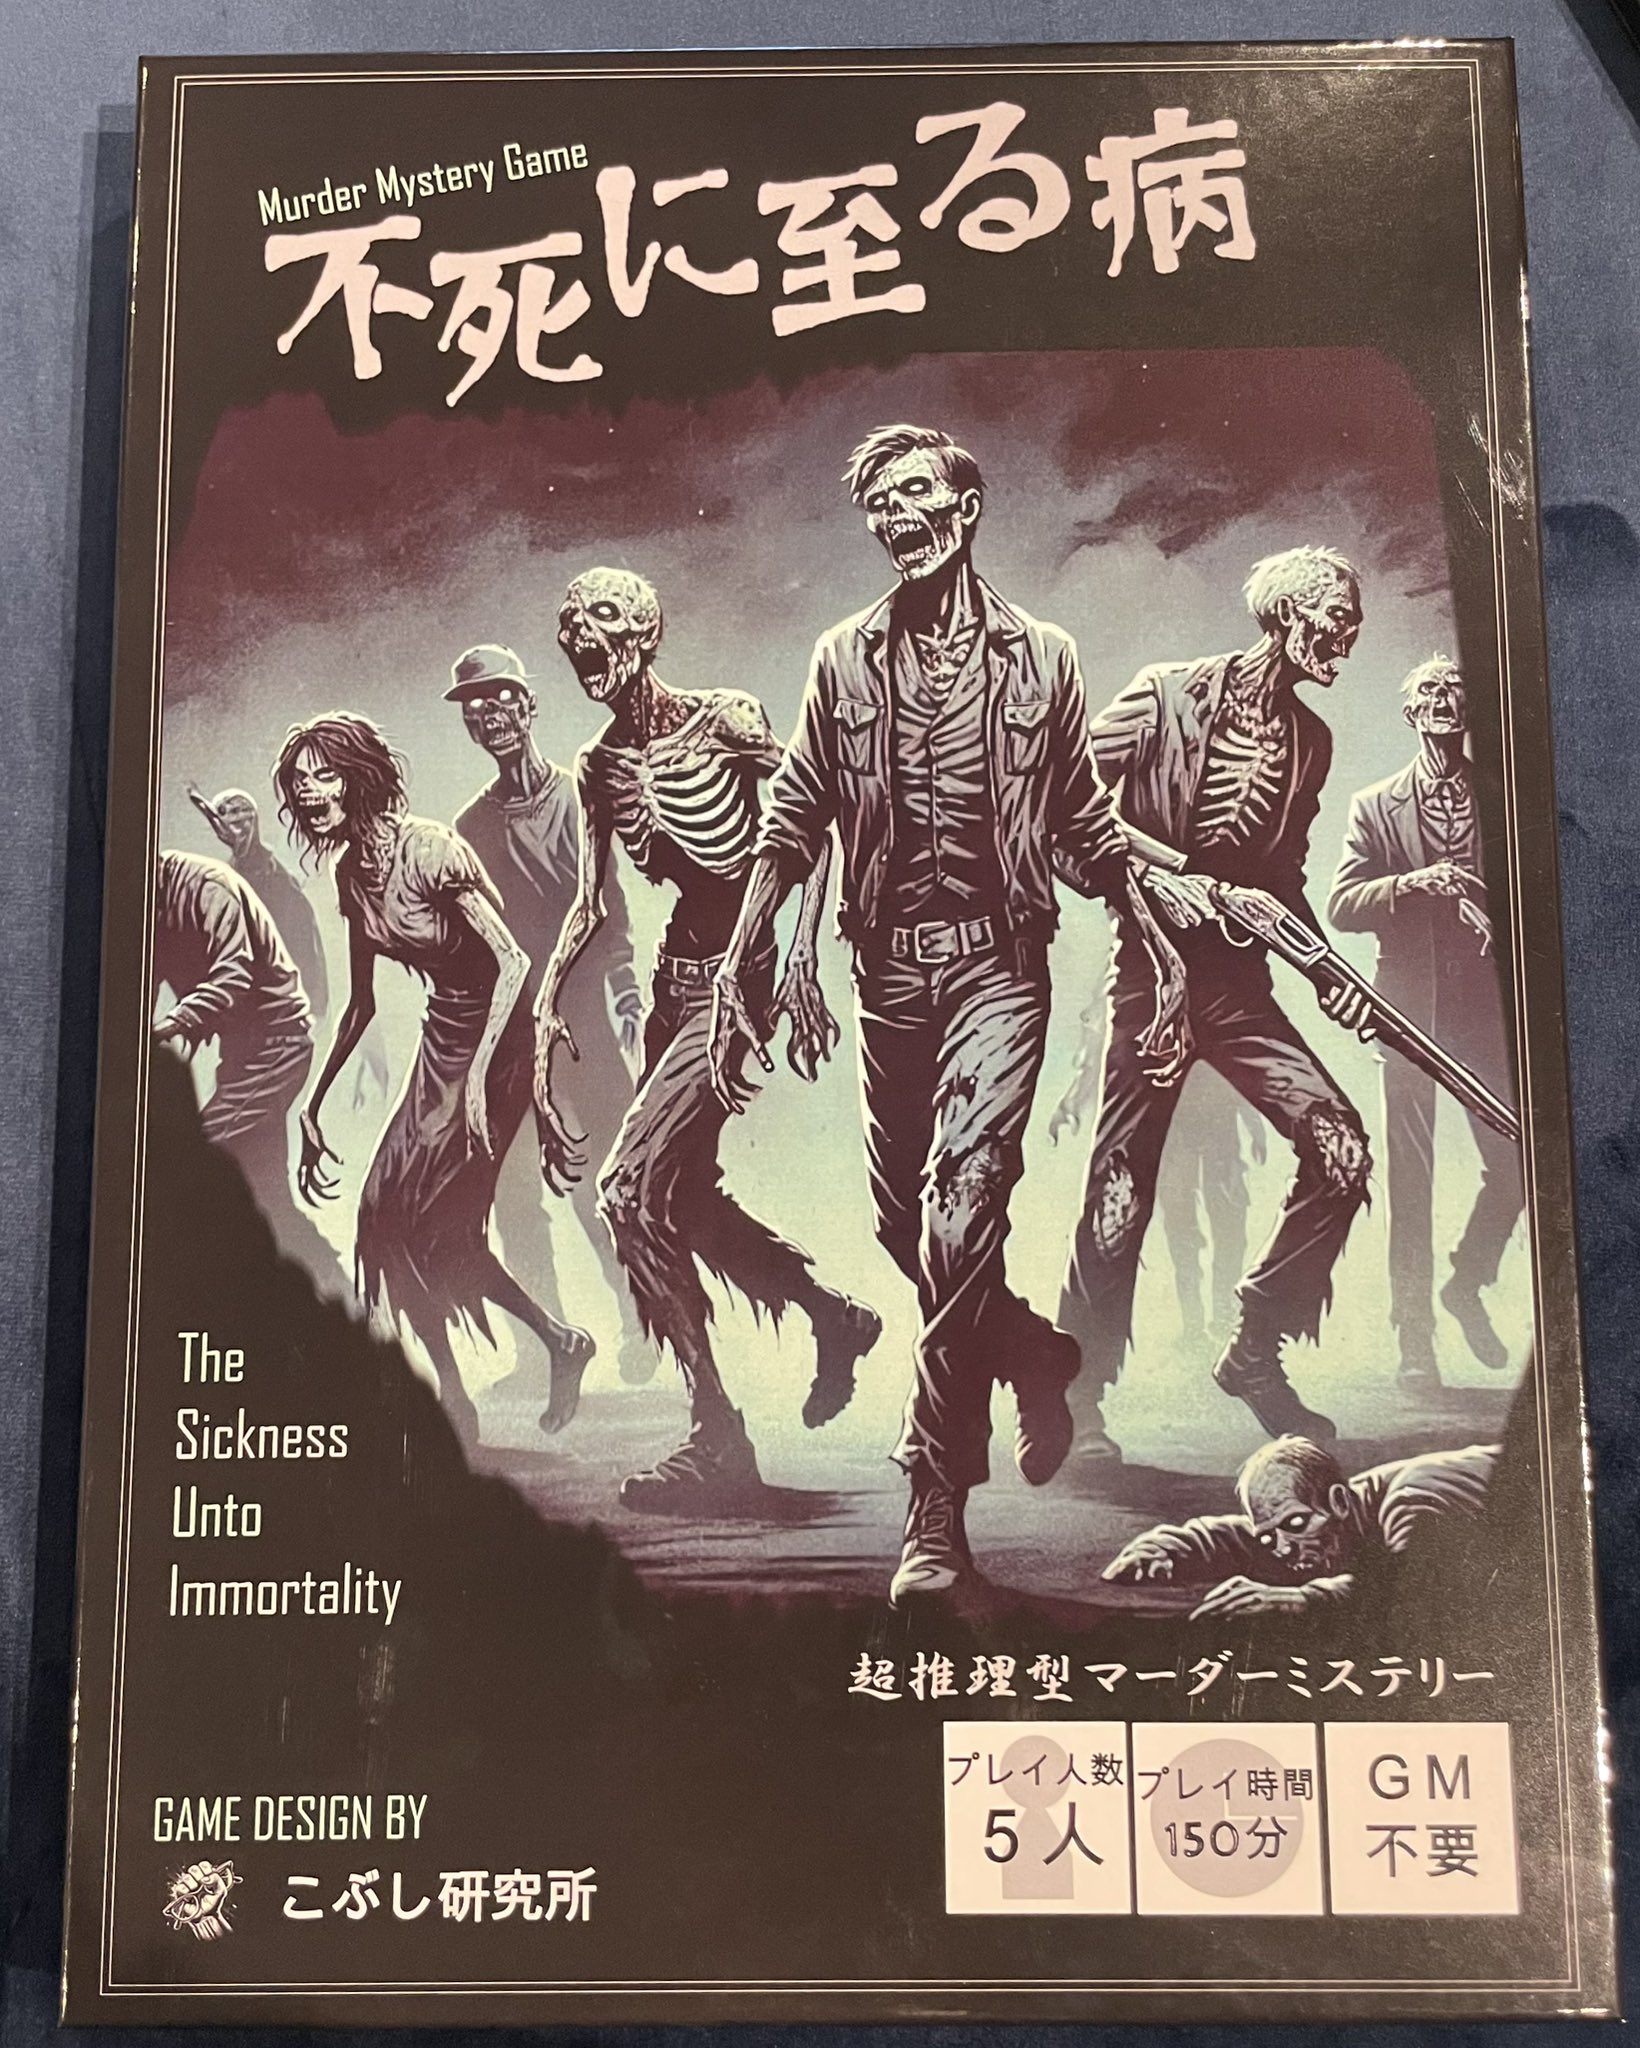 Murder Mystery Game
不死に至る病
The
Sickness
Unto
Immortality
超推理型マーダーミステリー
プレイ人数
5人
プレイ時間
150分
GM
不要
GAME DESIGN BY
こぶし研究所